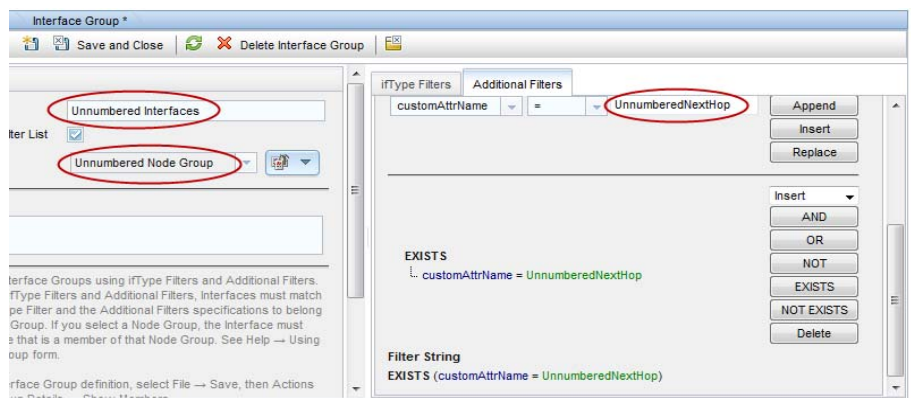 Interface Group *
Save and Close
Delete Interface Group
Unnumbered Interfaces
ter List
Unnumbered Node Group
terface Groups using ifType Filters and Additional Filters.
fType Filters and Additional Filters, Interfaces must match
pe Filter and the Additional Filters specifications to belong
Group. If you select a Node Group, the Interface must
e that is a member of that Node Group. See Help → Using
oup form.
rface Group definition, select File → Save, then Actions
ifType Filters
Additional Filters
customAttrName = UnnumberedNextHop
Append
Insert
Replace
Insert
AND
OR
NOT
EXISTS
NOT EXISTS
Delete
EXISTS
customAttrName = UnnumberedNextHop
Filter String
EXISTS (customAttrName = UnnumberedNextHop)